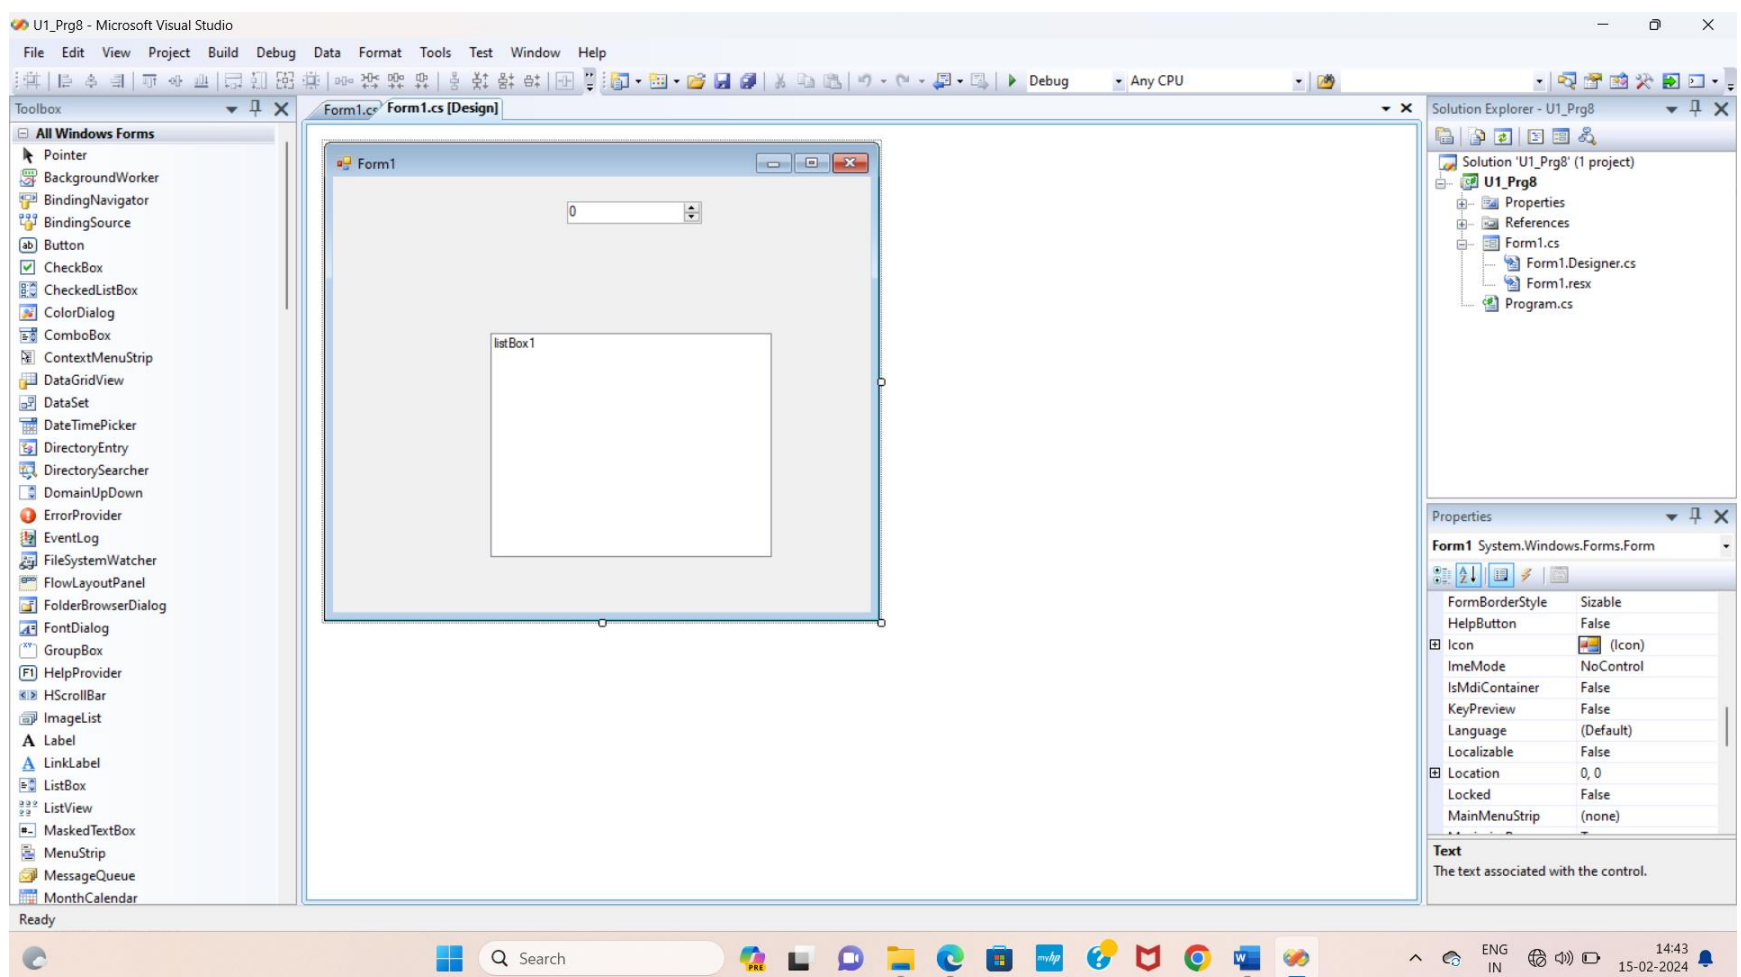 U1_Prg8 - Microsoft Visual Studio
File Edit View Project Build Debug Data Format Tools Test Window Help
Debug Any CPU
Toolbox
Form1.cs Form1.cs [Design]
Solution Explorer - U1_Prg8
All Windows Forms
Pointer
BackgroundWorker
BindingNavigator
BindingSource
Button
CheckBox
CheckedListBox
ColorDialog
ComboBox
ContextMenuStrip
DataGridView
DataSet
DateTimePicker
DirectoryEntry
DirectorySearcher
DomainUpDown
ErrorProvider
EventLog
FileSystemWatcher
FlowLayoutPanel
FolderBrowserDialog
FontDialog
GroupBox
HelpProvider
HScrollBar
ImageList
Label
LinkLabel
ListBox
ListView
MaskedTextBox
MenuStrip
MessageQueue
MonthCalendar
Form1
0
listBox1
Solution 'U1_Prg8' (1 project)
U1_Prg8
Properties
References
Form1.cs
Form1.Designer.cs
Form1.resx
Program.cs
Properties
Form1 System.Windows.Forms.Form
FormBorderStyle Sizable
HelpButton False
Icon (Icon)
ImeMode NoControl
IsMdiContainer False
KeyPreview False
Language (Default)
Localizable False
Location 0, 0
Locked False
MainMenuStrip (none)
Text
The text associated with the control.
Ready
Search
PRE
myhp
ENG
IN
14:43
15-02-2024